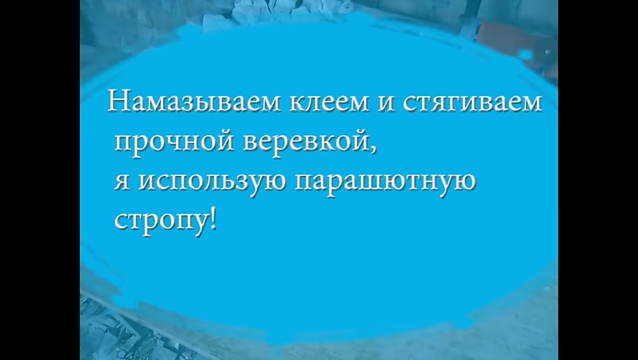 Намазываем клеем и стягиваем
прочной веревкой,
я использую парашютную
стропу!